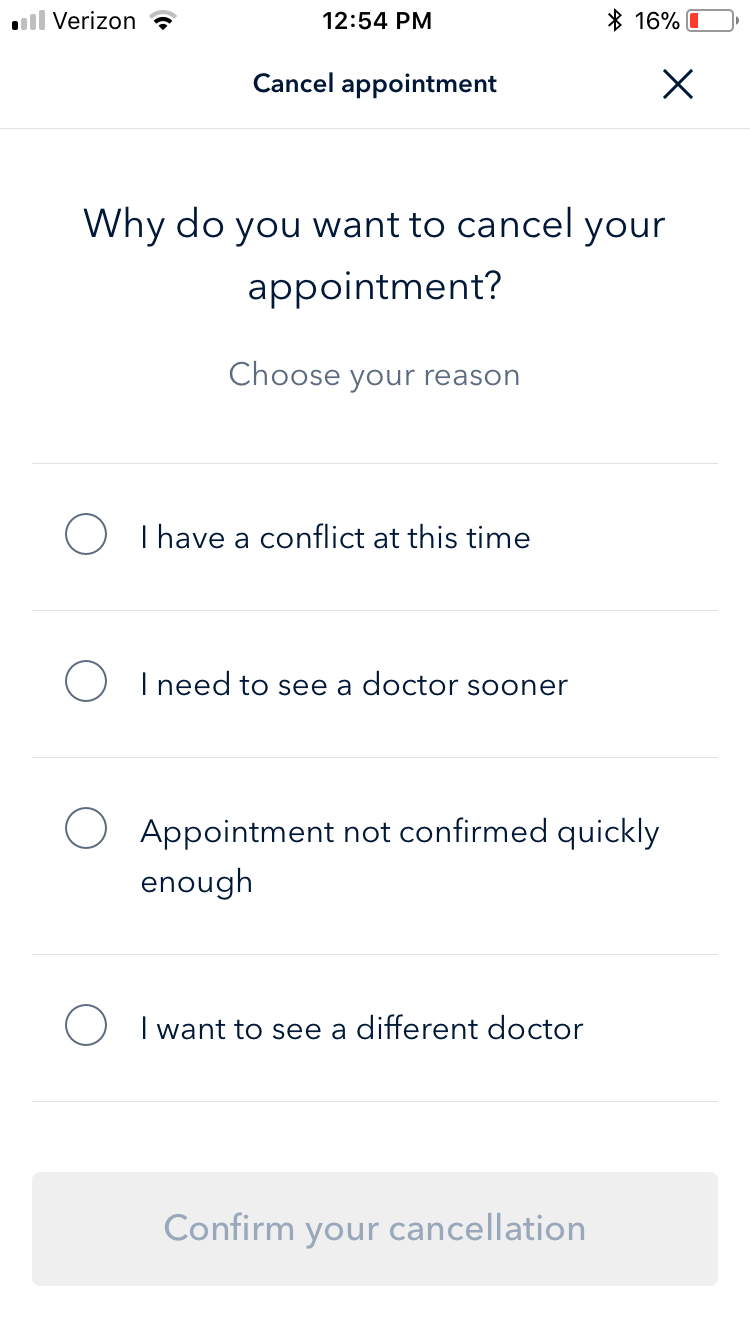 Verizon 12:54 PM 16%
Cancel appointment
Why do you want to cancel your
appointment?
Choose your reason
I have a conflict at this time
I need to see a doctor sooner
Appointment not confirmed quickly
enough
I want to see a different doctor
Confirm your cancellation